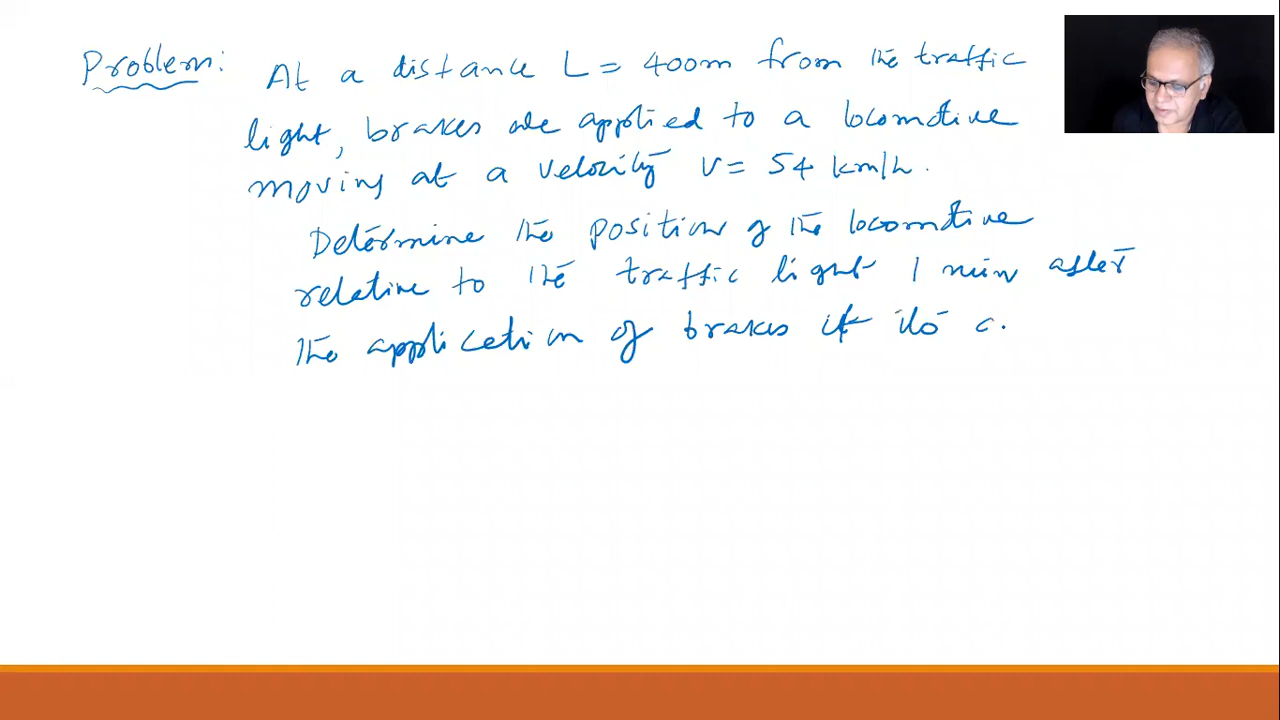 Problem: At a distance L = 400m from the traffic
light, brakes are applied to a locomotive
moving at a velocity v = 54 km/h.
Determine the position of the locomotive
relative to the traffic light 1 min after
the application of brakes if its a.